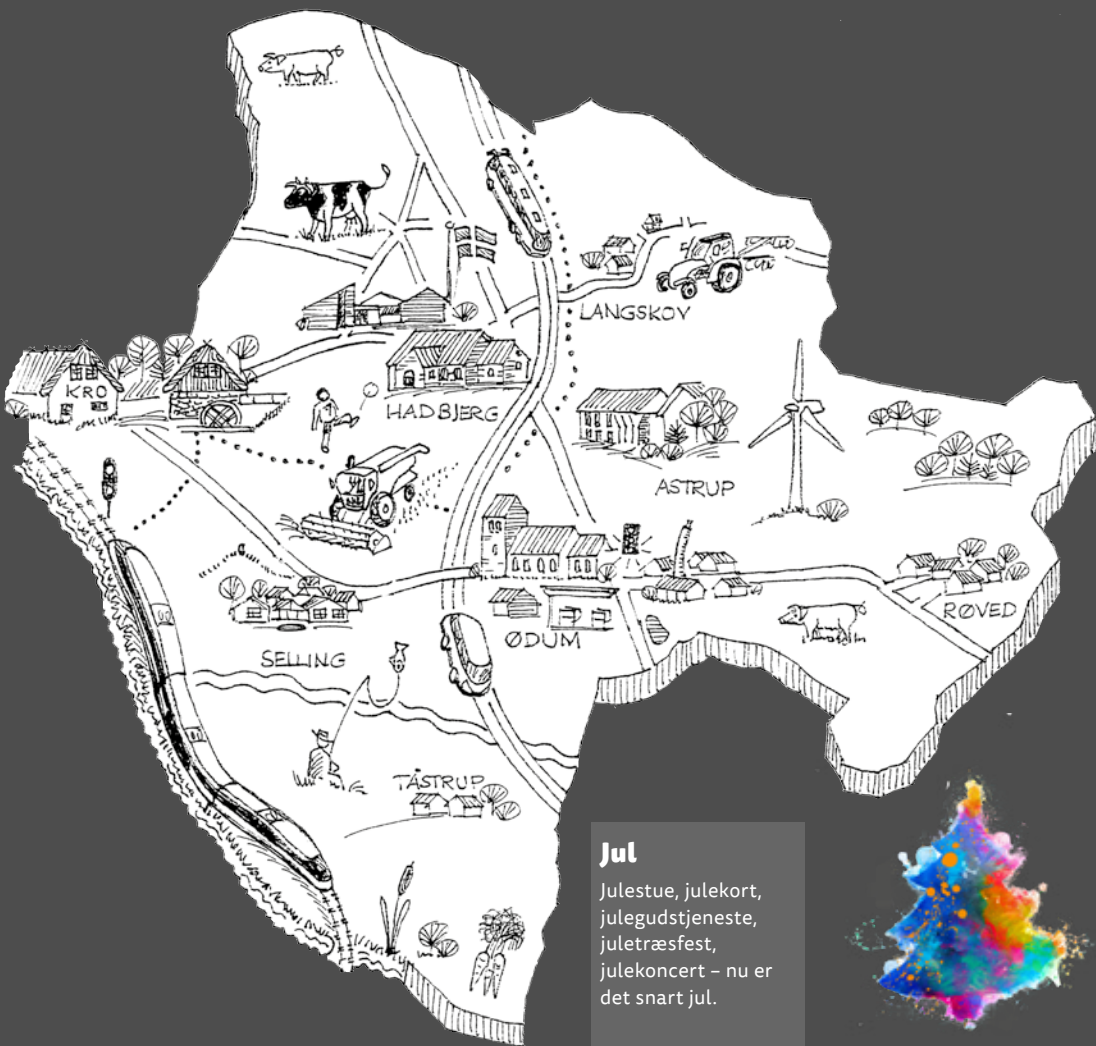 LANGSKOV
KRO
HADBJERG
ASTRUP
RØVED
ØDUM
SELLING
TÅSTRUP
Jul
Julestue, julekort,
julegudstjeneste,
juletræsfest,
julekoncert – nu er
det snart jul.